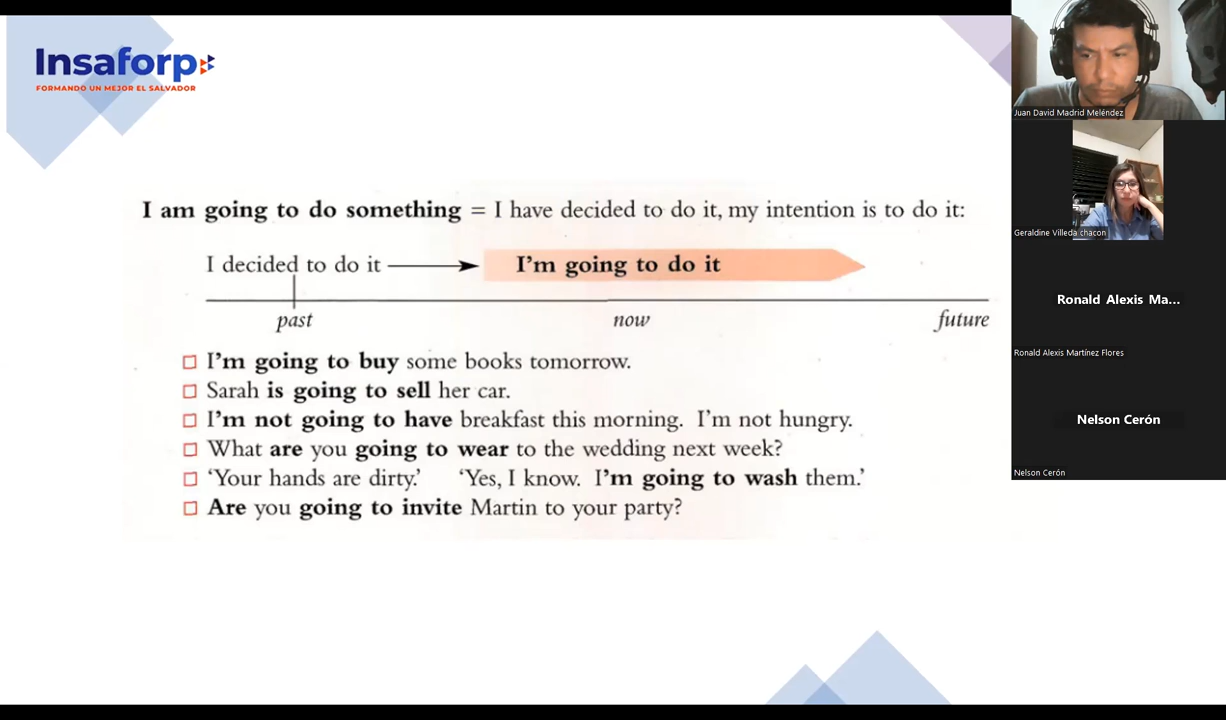 Insaforp
FORMANDO UN MEJOR EL SALVADOR
I am going to do something = I have decided to do it, my intention is to do it:
I decided to do it I'm going to do it
past now future
I'm going to buy some books tomorrow.
Sarah is going to sell her car.
I'm not going to have breakfast this morning. I'm not hungry.
What are you going to wear to the wedding next week?
‘Your hands are dirty.’ ‘Yes, I know. I'm going to wash them.’
Are you going to invite Martin to your party?
Juan David Madrid Meléndez
Geraldine Villeda chacon
Ronald Alexis Ma...
Ronald Alexis Martínez Flores
Nelson Cerón
Nelson Cerón